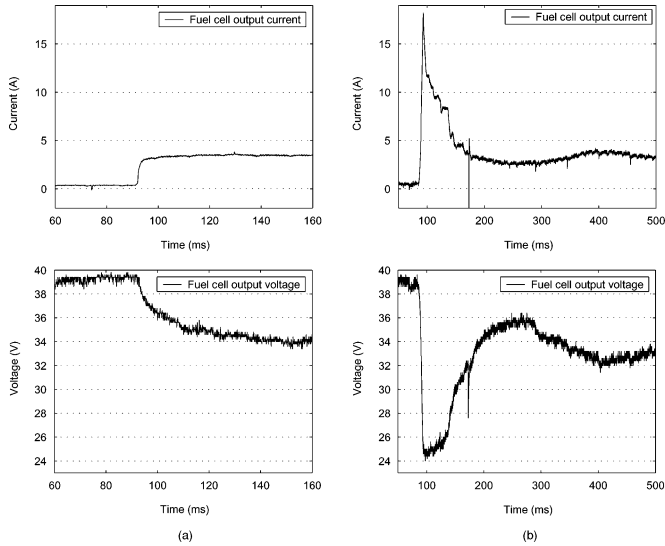 Fuel cell output current
Current (A)
15
10
5
0
60 80 100 120 140 160
Time (ms)
Fuel cell output current
Current (A)
15
10
5
0
100 200 300 400 500
Time (ms)
Fuel cell output voltage
Voltage (V)
40
38
36
34
32
30
28
26
24
60 80 100 120 140 160
Time (ms)
(a)
Fuel cell output voltage
Voltage (V)
40
38
36
34
32
30
28
26
24
100 200 300 400 500
Time (ms)
(b)